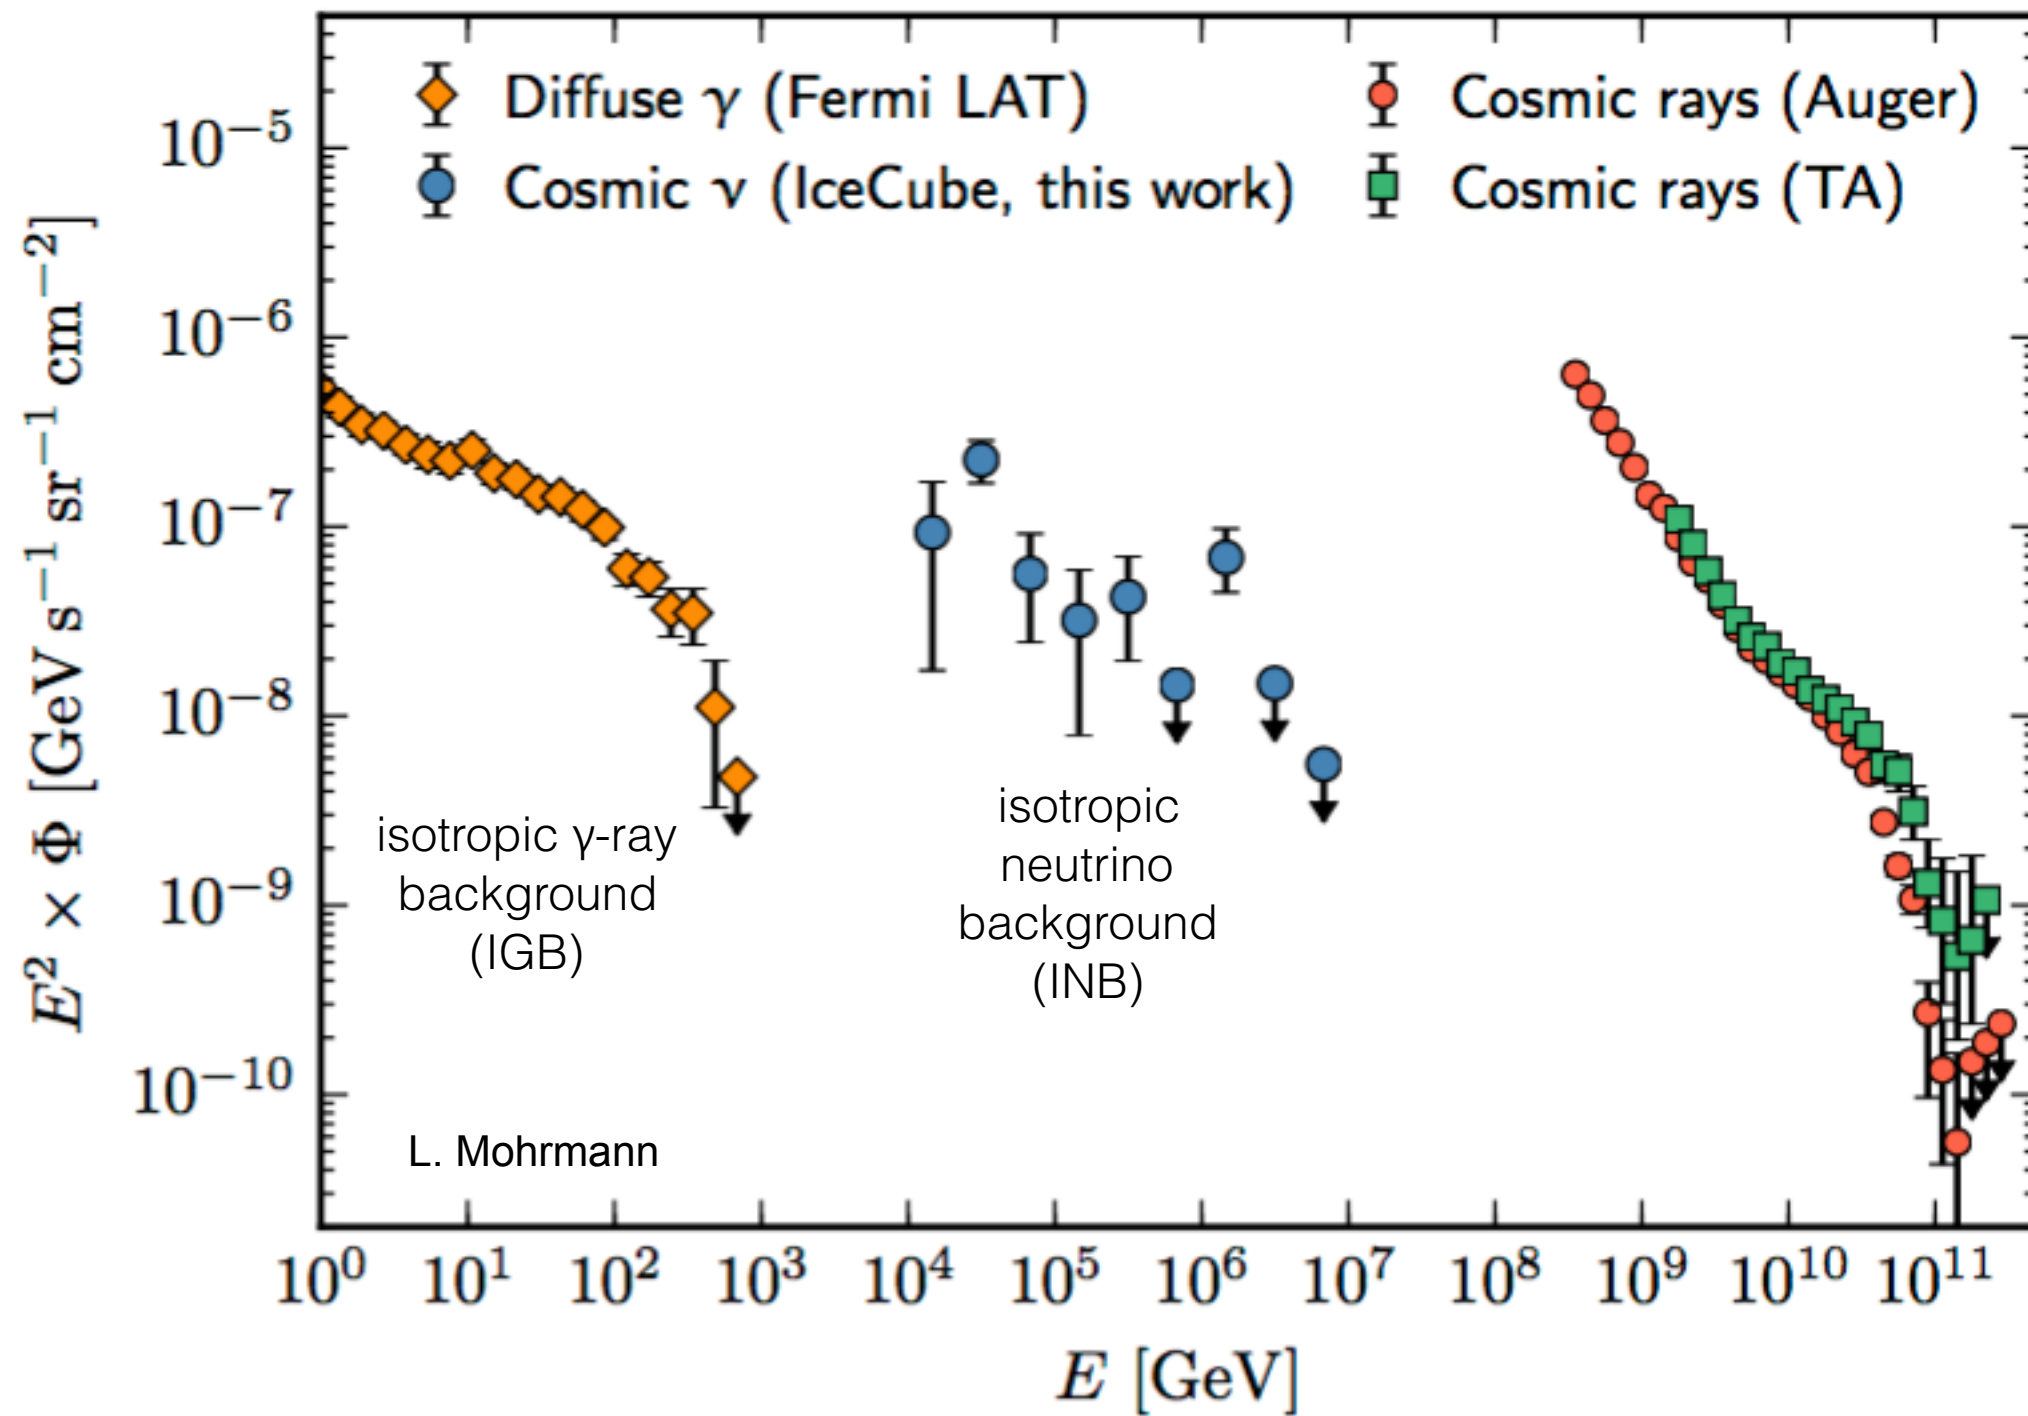 Diffuse γ (Fermi LAT)
Cosmic ν (IceCube, this work)
Cosmic rays (Auger)
Cosmic rays (TA)
E² × Φ [GeV s⁻¹ sr⁻¹ cm⁻²]
10⁻⁵
10⁻⁶
10⁻⁷
10⁻⁸
10⁻⁹
10⁻¹⁰
isotropic γ-ray
background
(IGB)
isotropic
neutrino
background
(INB)
L. Mohrmann
10⁰ 10¹ 10² 10³ 10⁴ 10⁵ 10⁶ 10⁷ 10⁸ 10⁹ 10¹⁰ 10¹¹
E [GeV]